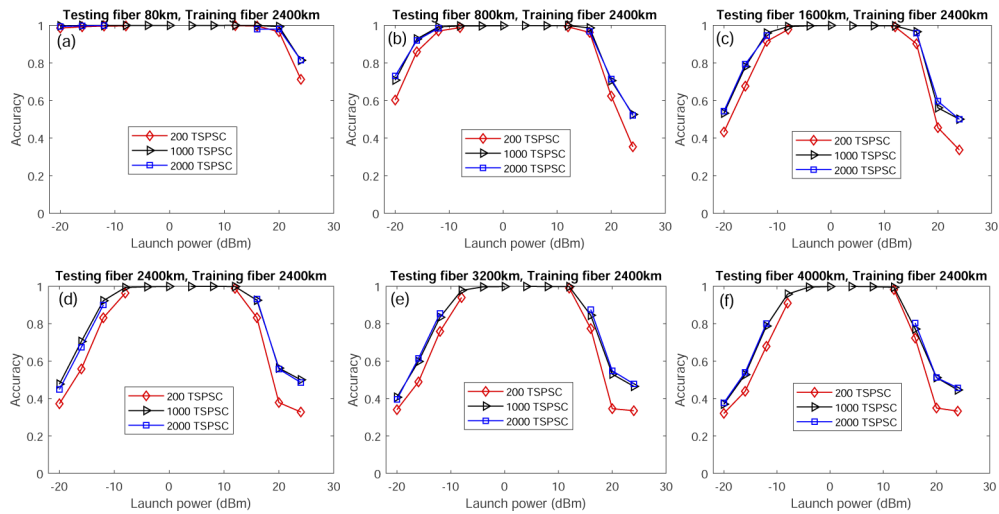 Testing fiber 80km, Training fiber 2400km
(a)
Accuracy
1
0.8
0.6
0.4
0.2
0
200 TSPSC
1000 TSPSC
2000 TSPSC
-20 -10 0 10 20 30
Launch power (dBm)
Testing fiber 800km, Training fiber 2400km
(b)
Accuracy
1
0.8
0.6
0.4
0.2
0
200 TSPSC
1000 TSPSC
2000 TSPSC
-20 -10 0 10 20 30
Launch power (dBm)
Testing fiber 1600km, Training fiber 2400km
(c)
Accuracy
1
0.8
0.6
0.4
0.2
0
200 TSPSC
1000 TSPSC
2000 TSPSC
-20 -10 0 10 20 30
Launch power (dBm)
Testing fiber 2400km, Training fiber 2400km
(d)
Accuracy
1
0.8
0.6
0.4
0.2
0
200 TSPSC
1000 TSPSC
2000 TSPSC
-20 -10 0 10 20 30
Launch power (dBm)
Testing fiber 3200km, Training fiber 2400km
(e)
Accuracy
1
0.8
0.6
0.4
0.2
0
200 TSPSC
1000 TSPSC
2000 TSPSC
-20 -10 0 10 20 30
Launch power (dBm)
Testing fiber 4000km, Training fiber 2400km
(f)
Accuracy
1
0.8
0.6
0.4
0.2
0
200 TSPSC
1000 TSPSC
2000 TSPSC
-20 -10 0 10 20 30
Launch power (dBm)